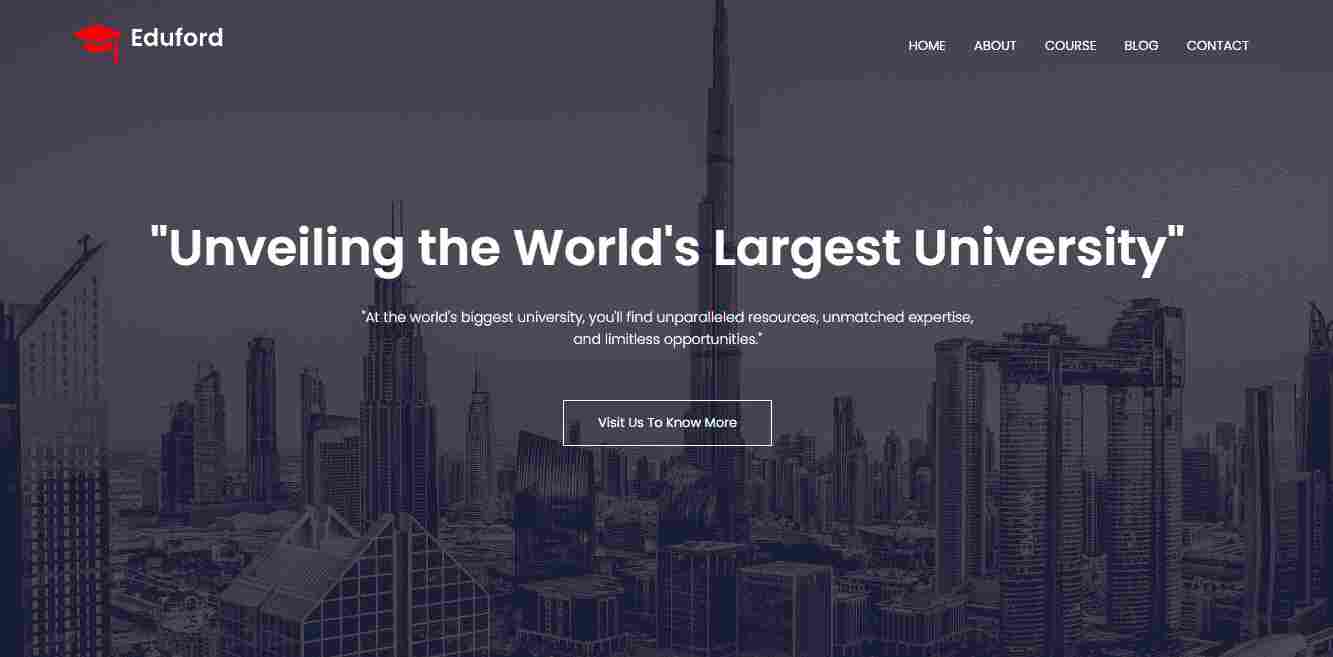 Eduford
HOME ABOUT COURSE BLOG CONTACT
"Unveiling the World's Largest University"
"At the world's biggest university, you'll find unparalleled resources, unmatched expertise,
and limitless opportunities."
Visit Us To Know More